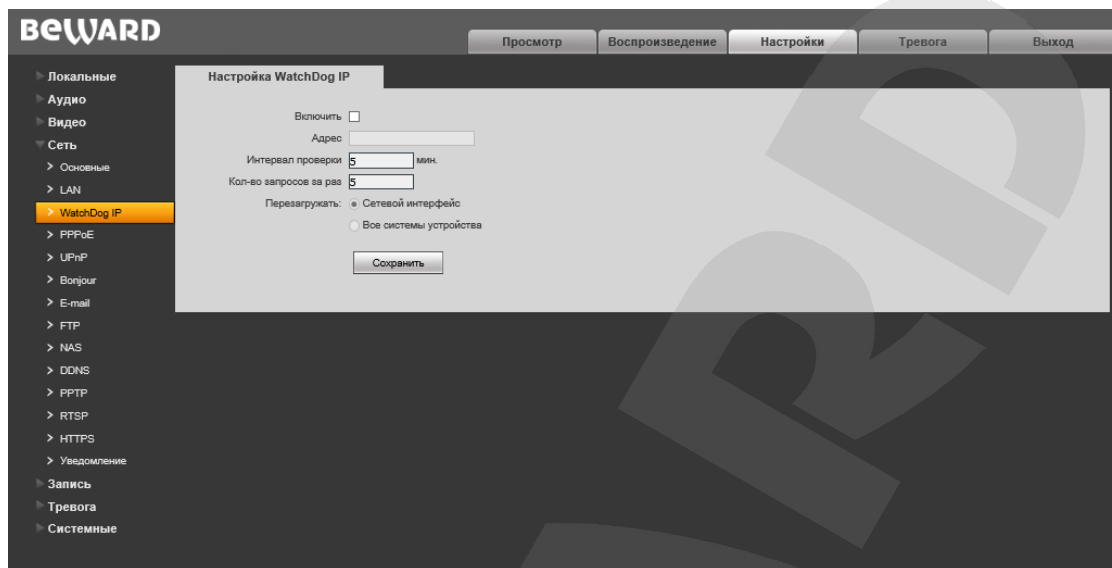 BEWARD
Просмотр
Воспроизведение
Настройки
Тревога
Выход
Локальные
Аудио
Видео
Сеть
Основные
LAN
WatchDog IP
PPPoE
UPnP
Bonjour
E-mail
FTP
NAS
DDNS
PPTP
RTSP
HTTPS
Уведомление
Запись
Тревога
Системные
Настройка WatchDog IP
Включить
Адрес
Интервал проверки 5 мин.
Кол-во запросов за раз 5
Перезагружать: Сетевой интерфейс
Все системы устройства
Сохранить